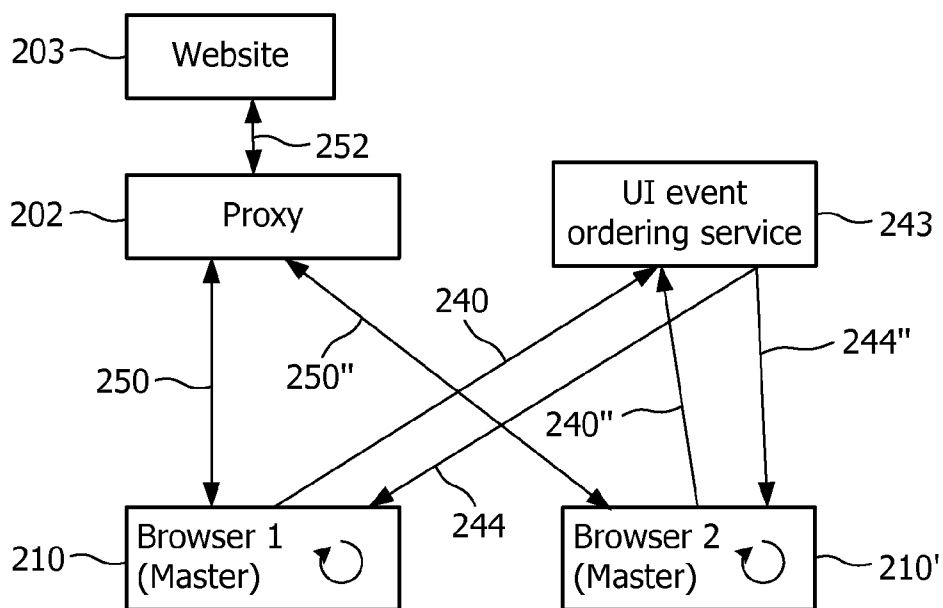 203
Website
252
202
Proxy
UI event
ordering service
243
240
250"
244"
250
240"
244
210
Browser 1
(Master)
Browser 2
(Master)
210'